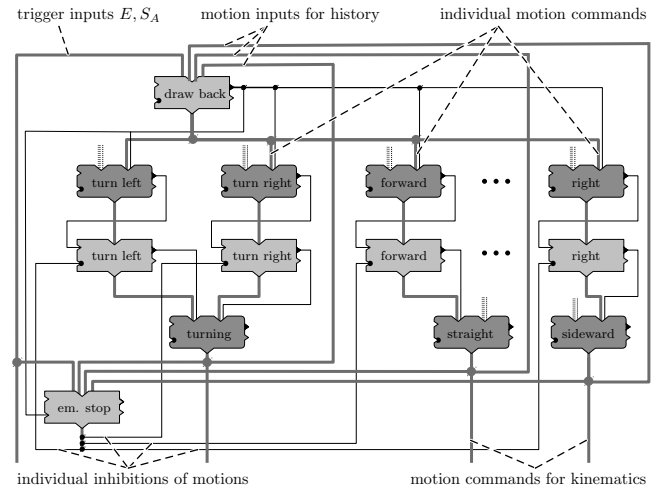 trigger inputs E, S_A
motion inputs for history
individual motion commands
draw back
turn left
turn right
forward
• • •
right
turn left
turn right
forward
• • •
right
turning
straight
sideward
em. stop
individual inhibitions of motions
motion commands for kinematics